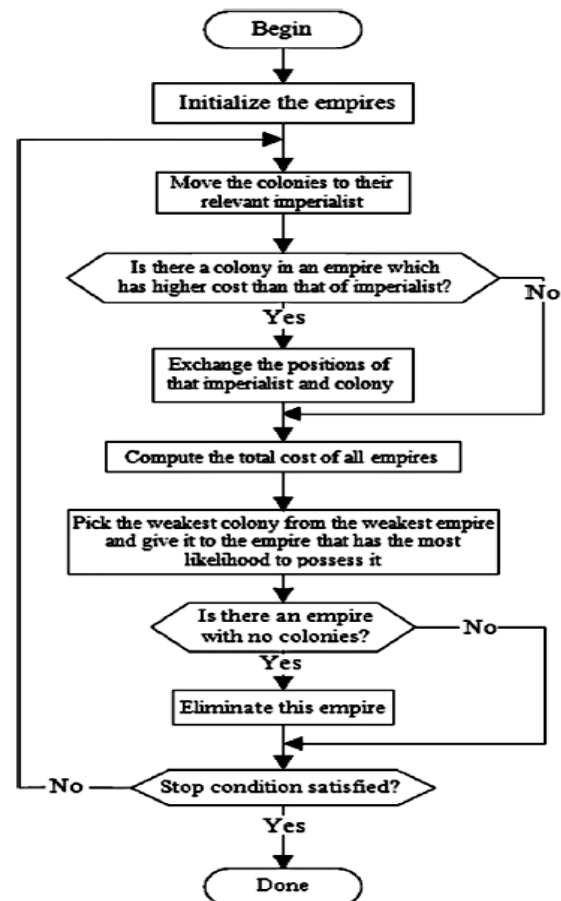 Begin
Initialize the empires
Move the colonies to their
relevant imperialist
Is there a colony in an empire which
has higher cost than that of imperialist?
No
Yes
Exchange the positions of
that imperialist and colony
Compute the total cost of all empires
Pick the weakest colony from the weakest empire
and give it to the empire that has the most
likelihood to possess it
Is there an empire
with no colonies?
No
Yes
Eliminate this empire
No
Stop condition satisfied?
Yes
Done